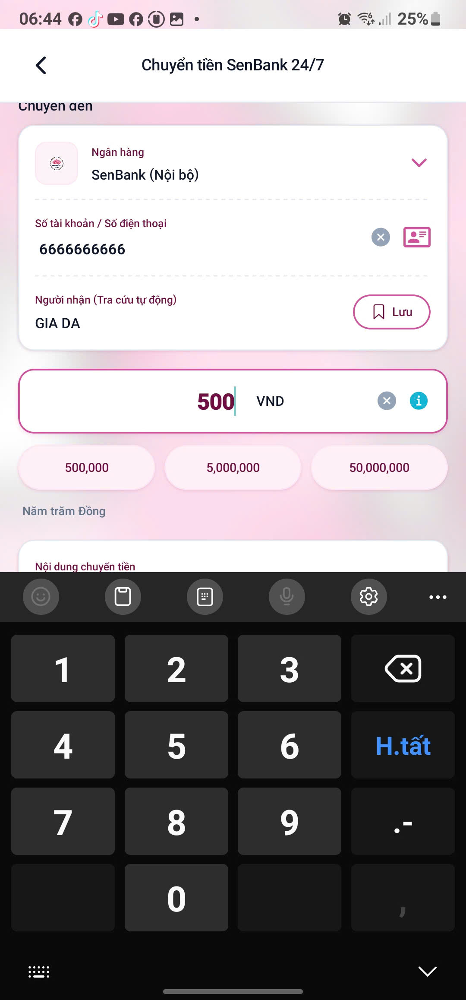 06:44
25%
Chuyển tiền SenBank 24/7
Chuyển đến
Ngân hàng
SenBank (Nội bộ)
Số tài khoản / Số điện thoại
6666666666
Người nhận (Tra cứu tự động)
GIA DA
Lưu
500 VND
500,000 5,000,000 50,000,000
Năm trăm Đồng
Nội dung chuyển tiền
1 2 3
4 5 6 H.tất
7 8 9 .-
0 ,